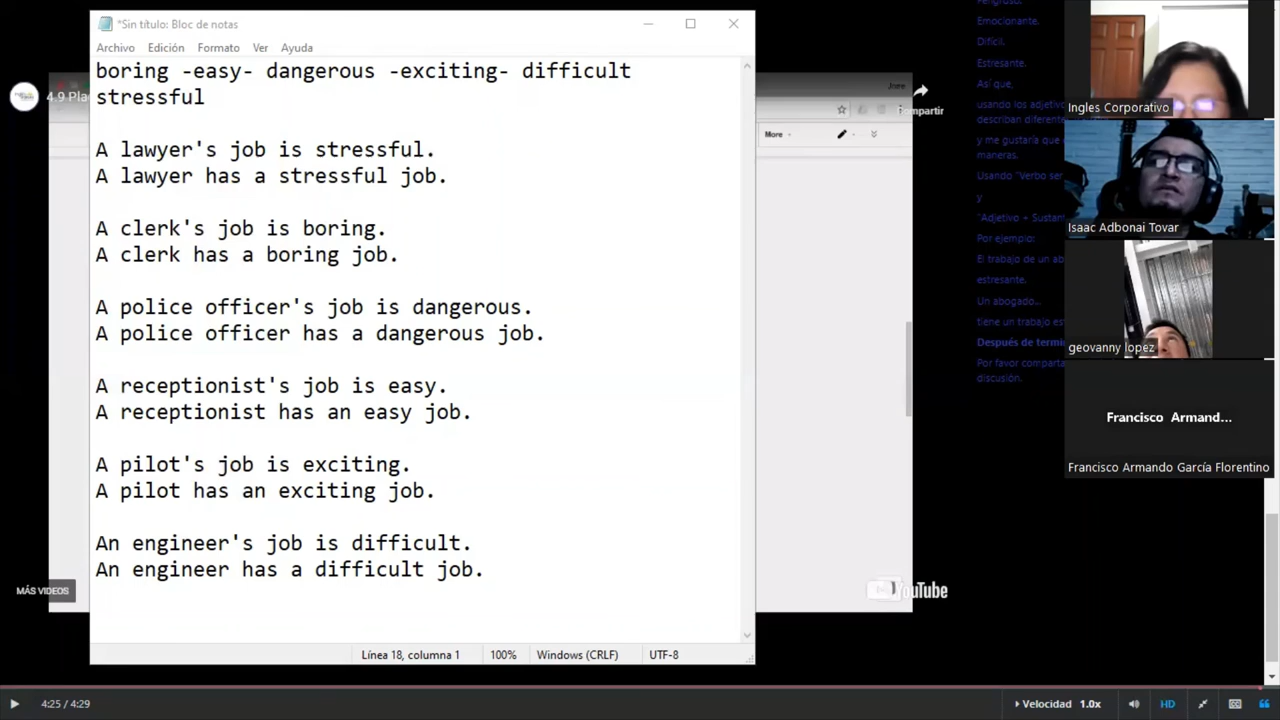 *Sin título: Bloc de notas
Archivo Edición Formato Ver Ayuda
boring -easy- dangerous -exciting- difficult
stressful
A lawyer's job is stressful.
A lawyer has a stressful job.
A clerk's job is boring.
A clerk has a boring job.
A police officer's job is dangerous.
A police officer has a dangerous job.
A receptionist's job is easy.
A receptionist has an easy job.
A pilot's job is exciting.
A pilot has an exciting job.
An engineer's job is difficult.
An engineer has a difficult job.
Línea 18, columna 1 100% Windows (CRLF) UTF-8
4.9 Pla
More
MÁS VIDEOS
YouTube
Peligroso.
Emocionante.
Difícil.
Estresante.
Así que,
usando los adjetivo
describan diferente
y me gustaría que
maneras.
Usando "Verbo ser
y
"Adjetivo + Sustan
Por ejemplo:
El trabajo de un ab
estresante.
Un abogado...
tiene un trabajo es
Después de termi
Por favor comparta
discusión.
Ingles Corporativo
Isaac Adbonai Tovar
geovanny lopez
Francisco Armand...
Francisco Armando García Florentino
4:25 / 4:29
Velocidad 1.0x
HD